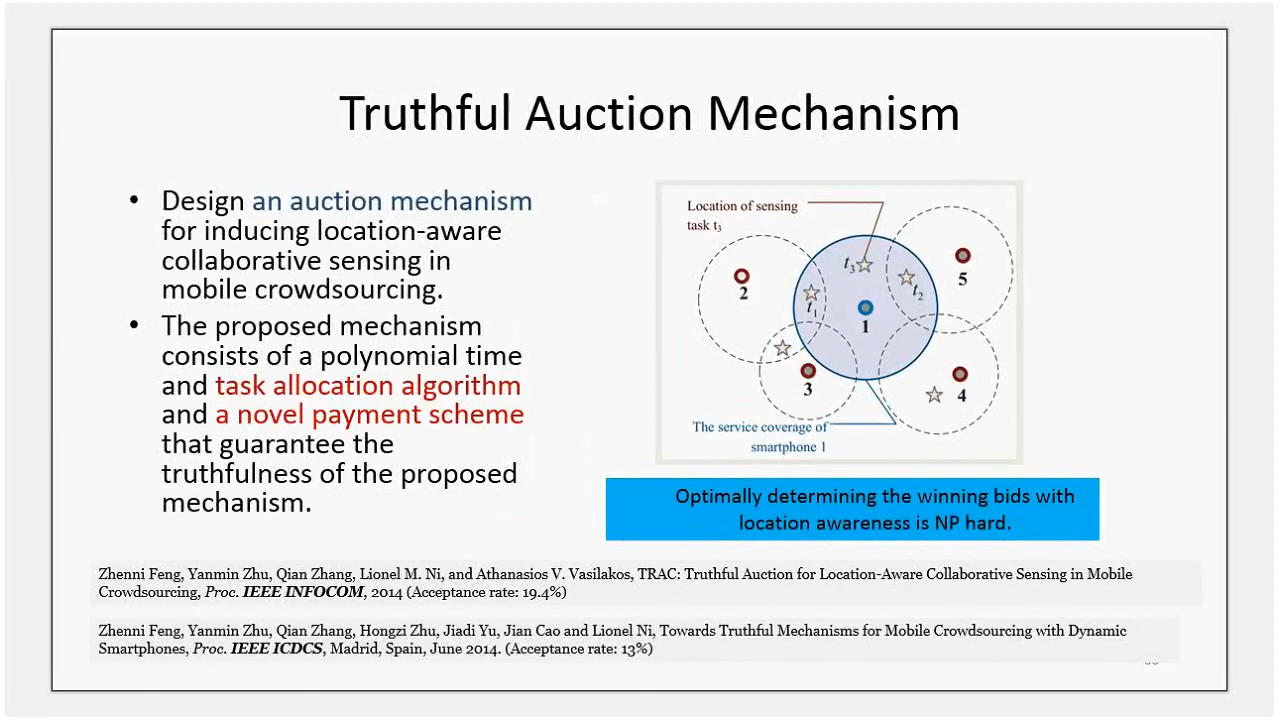 Truthful Auction Mechanism
• Design an auction mechanism
for inducing location-aware
collaborative sensing in
mobile crowdsourcing.
• The proposed mechanism
consists of a polynomial time
and task allocation algorithm
and a novel payment scheme
that guarantee the
truthfulness of the proposed
mechanism.
Location of sensing
task t3
t3
t2
t1
1
2
3
4
5
The service coverage of
smartphone 1
Optimally determining the winning bids with
location awareness is NP hard.
Zhenni Feng, Yanmin Zhu, Qian Zhang, Lionel M. Ni, and Athanasios V. Vasilakos, TRAC: Truthful Auction for Location-Aware Collaborative Sensing in Mobile
Crowdsourcing, Proc. IEEE INFOCOM, 2014 (Acceptance rate: 19.4%)
Zhenni Feng, Yanmin Zhu, Qian Zhang, Hongzi Zhu, Jiadi Yu, Jian Cao and Lionel Ni, Towards Truthful Mechanisms for Mobile Crowdsourcing with Dynamic
Smartphones, Proc. IEEE ICDCS, Madrid, Spain, June 2014. (Acceptance rate: 13%)